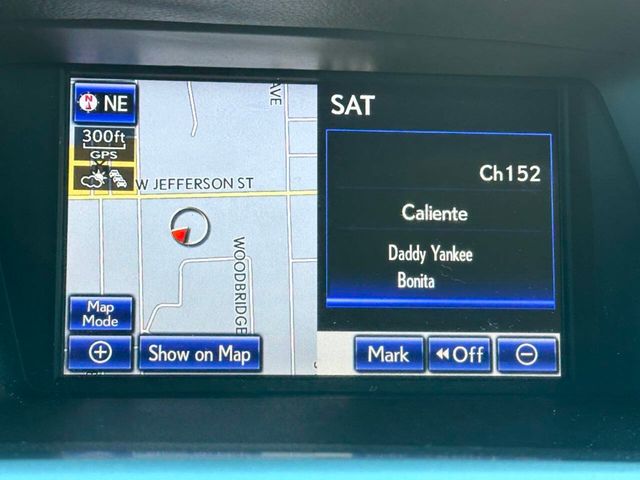 NE
300ft
GPS
AVE
W JEFFERSON ST
WOODBRIDGE
Map
Mode
Show on Map
SAT
Ch152
Caliente
Daddy Yankee
Bonita
Mark
Off